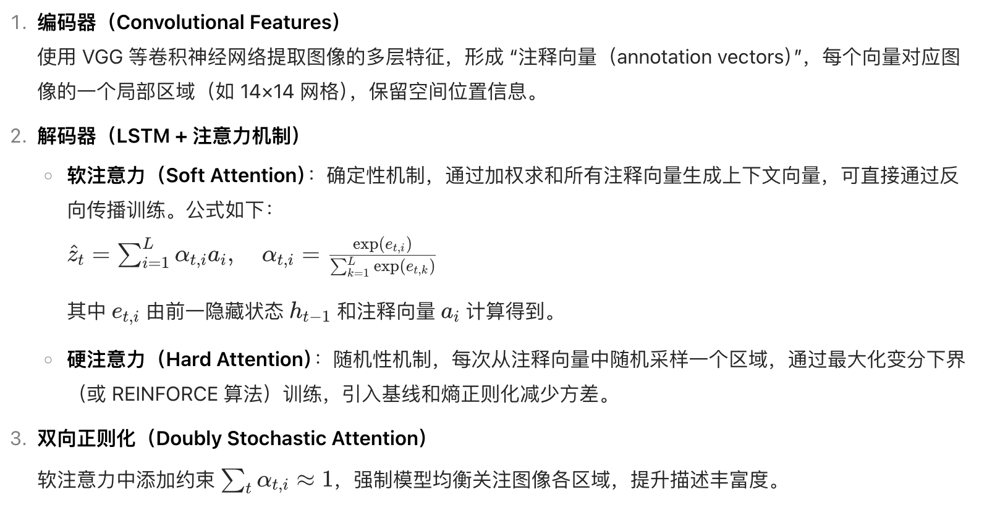 1. 编码器（Convolutional Features）
使用 VGG 等卷积神经网络提取图像的多层特征，形成 “注释向量（annotation vectors）”，每个向量对应图
像的一个局部区域（如 14×14 网格），保留空间位置信息。
2. 解码器（LSTM + 注意力机制）
○ 软注意力（Soft Attention）：确定性机制，通过加权求和所有注释向量生成上下文向量，可直接通过反
向传播训练。公式如下：
$\hat{z}_t = \sum_{i=1}^{L} \alpha_{t,i} a_i, \quad \alpha_{t,i} = \frac{\exp(e_{t,i})}{\sum_{k=1}^{L} \exp(e_{t,k})}$
其中 $e_{t,i}$ 由前一隐藏状态 $h_{t-1}$ 和注释向量 $a_i$ 计算得到。
○ 硬注意力（Hard Attention）：随机性机制，每次从注释向量中随机采样一个区域，通过最大化变分下界
（或 REINFORCE 算法）训练，引入基线和熵正则化减少方差。
3. 双向正则化（Doubly Stochastic Attention）
软注意力中添加约束 $\sum_t \alpha_{t,i} \approx 1$，强制模型均衡关注图像各区域，提升描述丰富度。